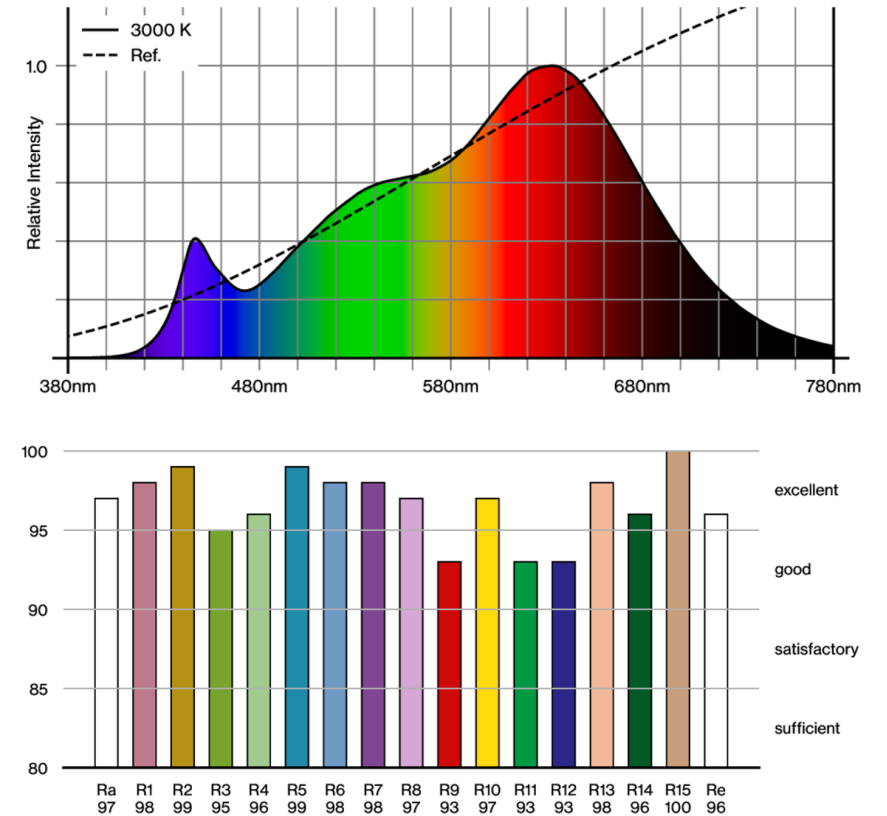 3000 K
Ref.
1.0
Relative Intensity
380nm 480nm 580nm 680nm 780nm
100
excellent
95
good
90
satisfactory
85
sufficient
80
Ra R1 R2 R3 R4 R5 R6 R7 R8 R9 R10 R11 R12 R13 R14 R15 Re
97 98 99 95 96 99 98 98 97 93 97 93 93 98 96 100 96